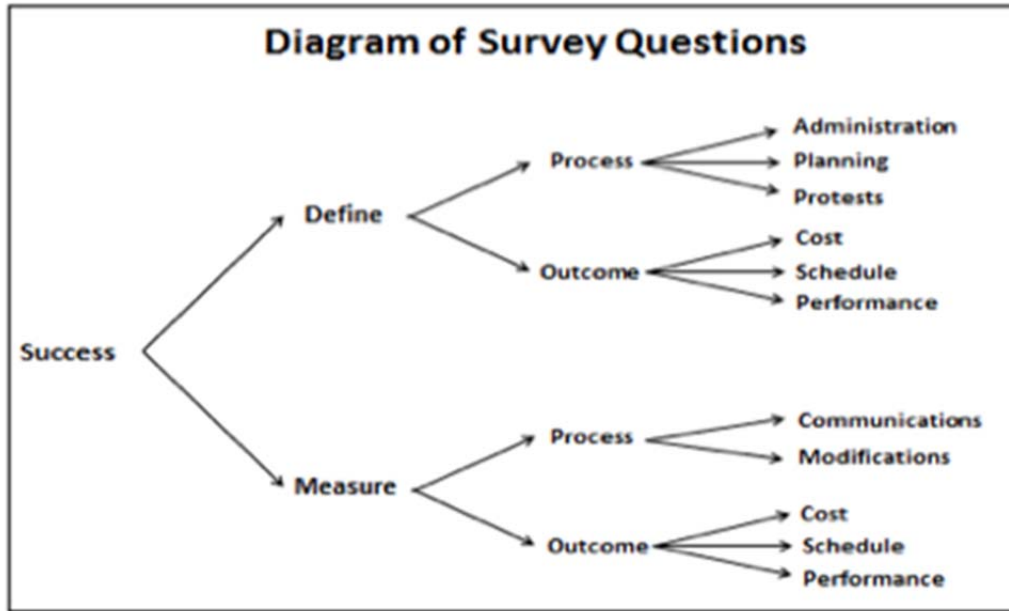 Diagram of Survey Questions
Administration
Process
Planning
Protests
Define
Cost
Outcome
Schedule
Performance
Success
Communications
Process
Modifications
Measure
Cost
Outcome
Schedule
Performance